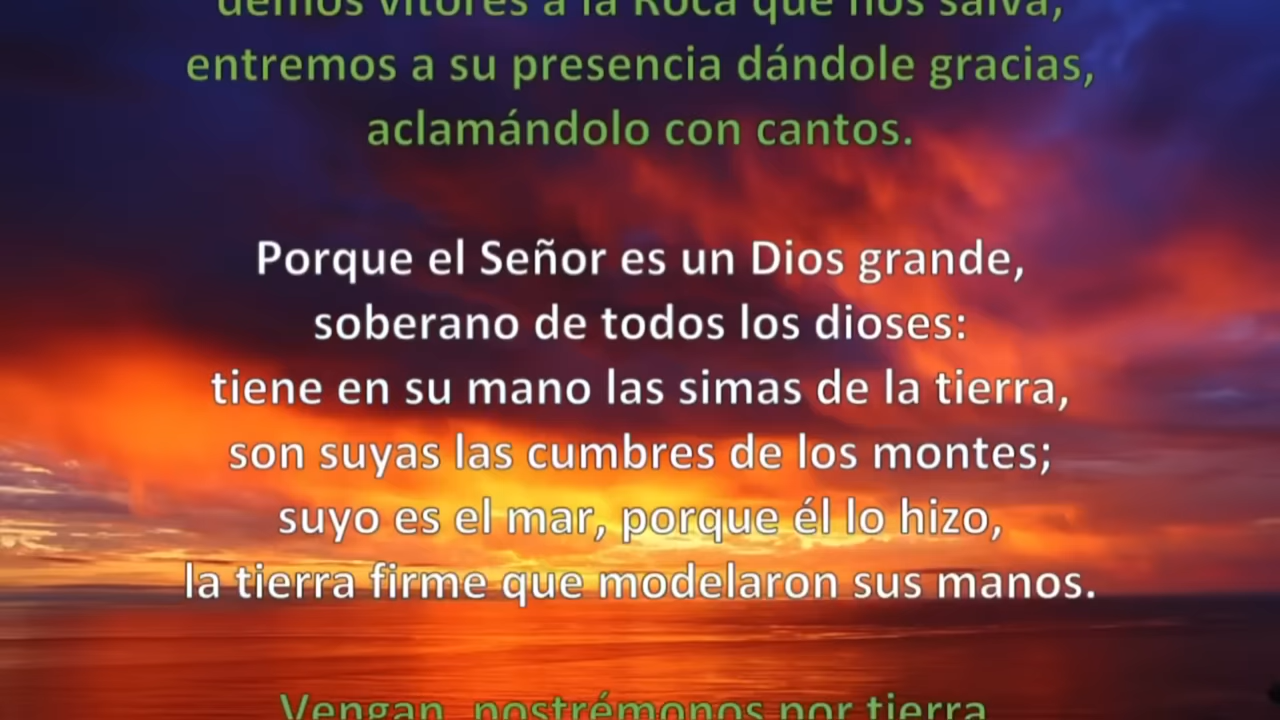 demos vítores a la Roca que nos salva,
entremos a su presencia dándole gracias,
aclamándolo con cantos.
Porque el Señor es un Dios grande,
soberano de todos los dioses:
tiene en su mano las simas de la tierra,
son suyas las cumbres de los montes;
suyo es el mar, porque él lo hizo,
la tierra firme que modelaron sus manos.
Vengan, postrémonos por tierra